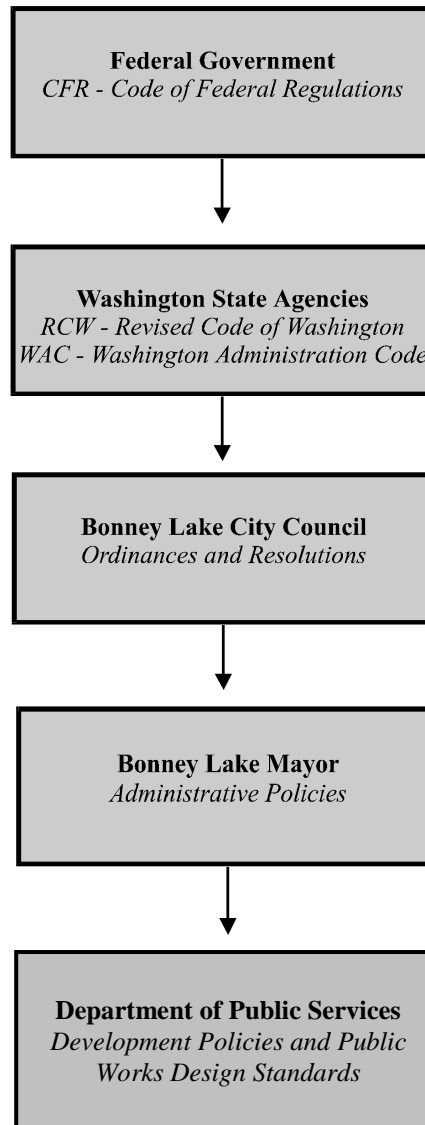 Federal Government
CFR - Code of Federal Regulations
Washington State Agencies
RCW - Revised Code of Washington
WAC - Washington Administration Code
Bonney Lake City Council
Ordinances and Resolutions
Bonney Lake Mayor
Administrative Policies
Department of Public Services
Development Policies and Public
Works Design Standards